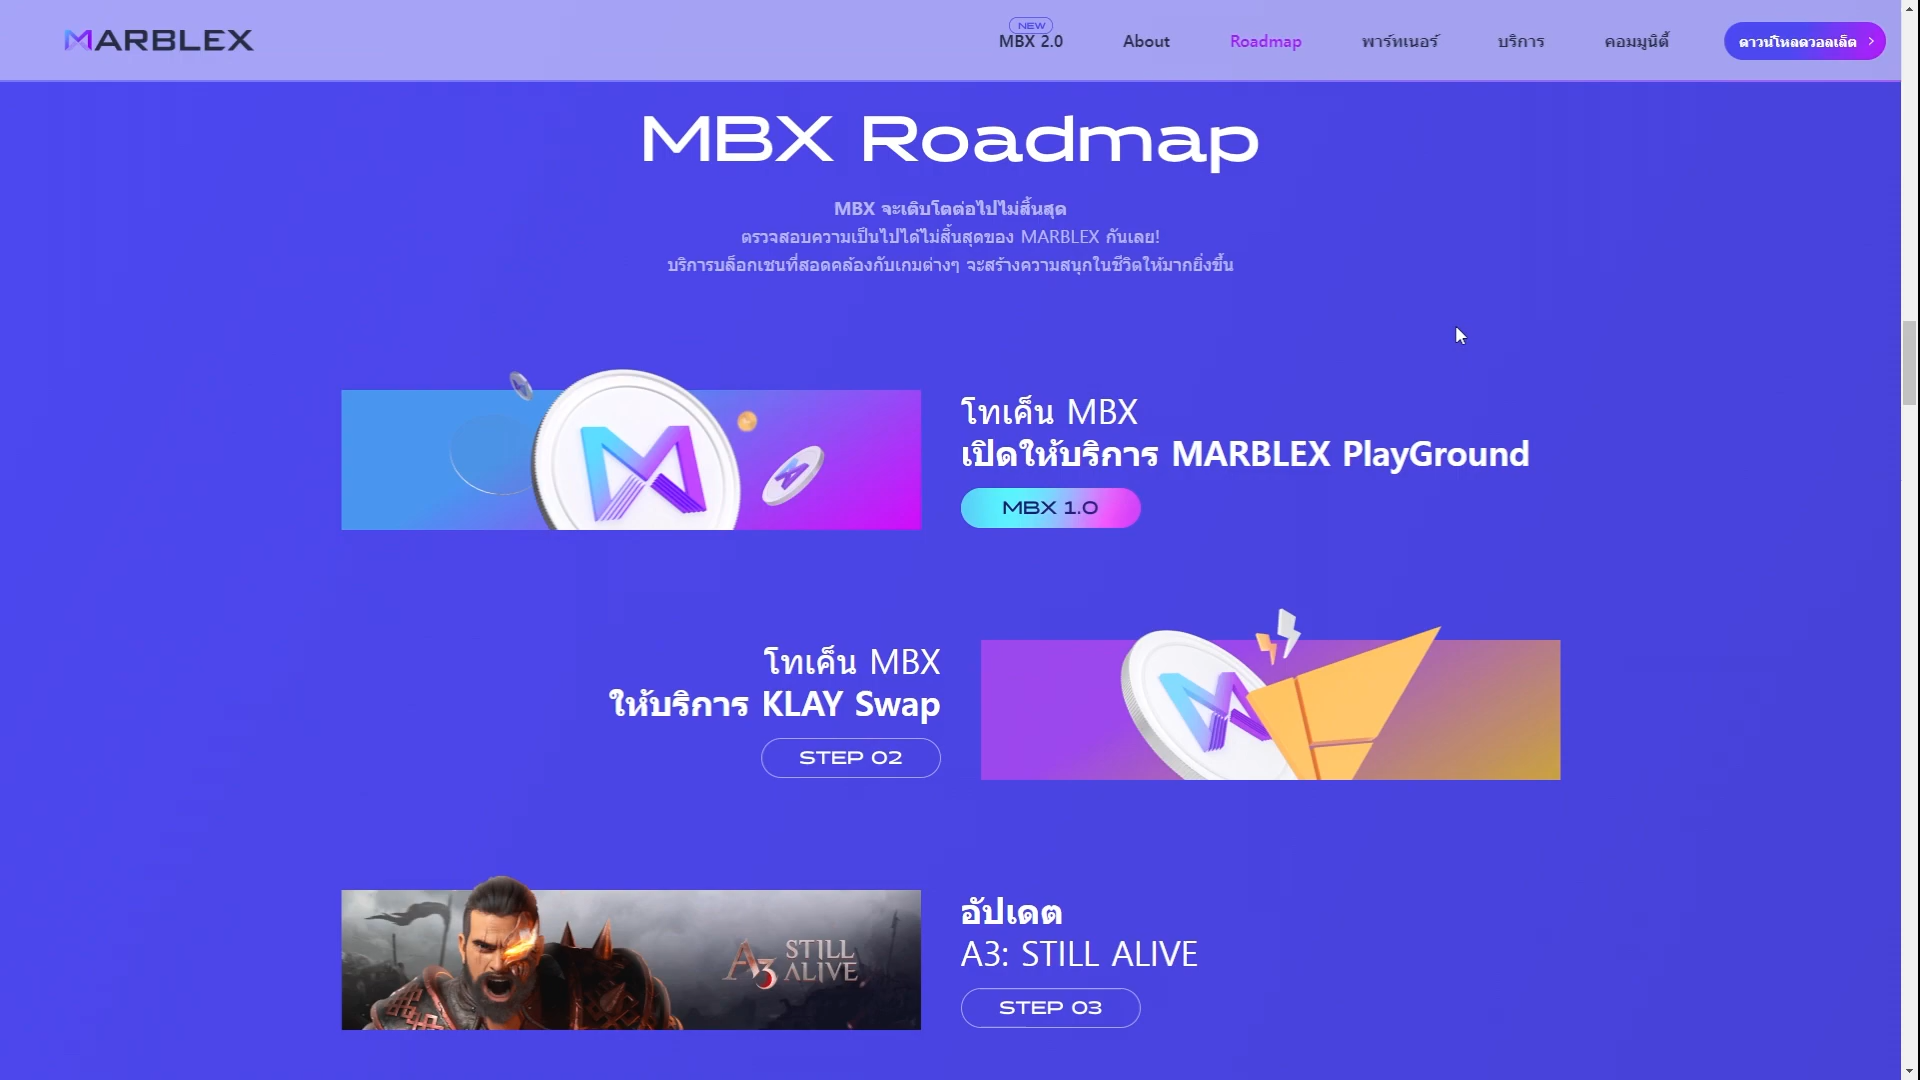 MARBLEX
NEW
MBX 2.0
About
Roadmap
พาร์ทเนอร์
บริการ
คอมมูนิตี้
ดาวน์โหลดวอลเล็ต
MBX Roadmap
MBX จะเติบโตต่อไปไม่สิ้นสุด
ตรวจสอบความเป็นไปได้ไม่สิ้นสุดของ MARBLEX กันเลย!
บริการบล็อกเชนที่สอดคล้องกับเกมต่างๆ จะสร้างความสนุกในชีวิตให้มากยิ่งขึ้น
โทเค็น MBX
เปิดให้บริการ MARBLEX PlayGround
MBX 1.0
โทเค็น MBX
ให้บริการ KLAY Swap
STEP 02
A3 STILL
ALIVE
อัปเดต
A3: STILL ALIVE
STEP 03